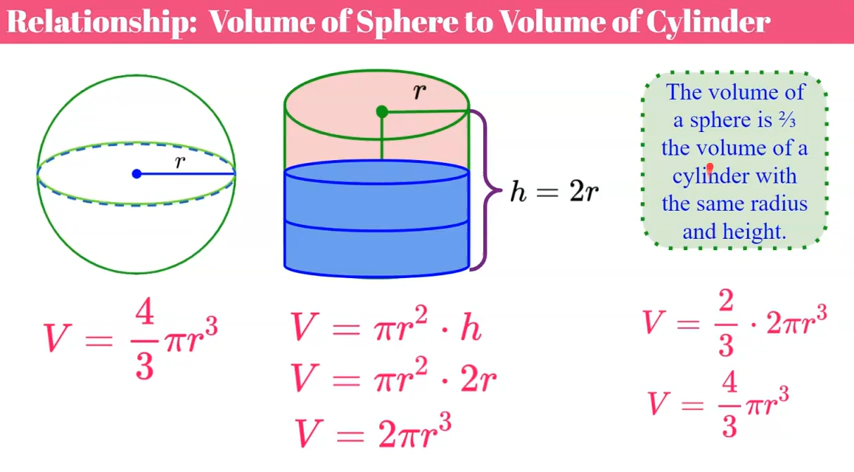 Relationship: Volume of Sphere to Volume of Cylinder
r
V = 4/3 πr³
r
h = 2r
V = πr² · h
V = πr² · 2r
V = 2πr³
The volume of
a sphere is ⅔
the volume of a
cylinder with
the same radius
and height.
V = 2/3 · 2πr³
V = 4/3 πr³